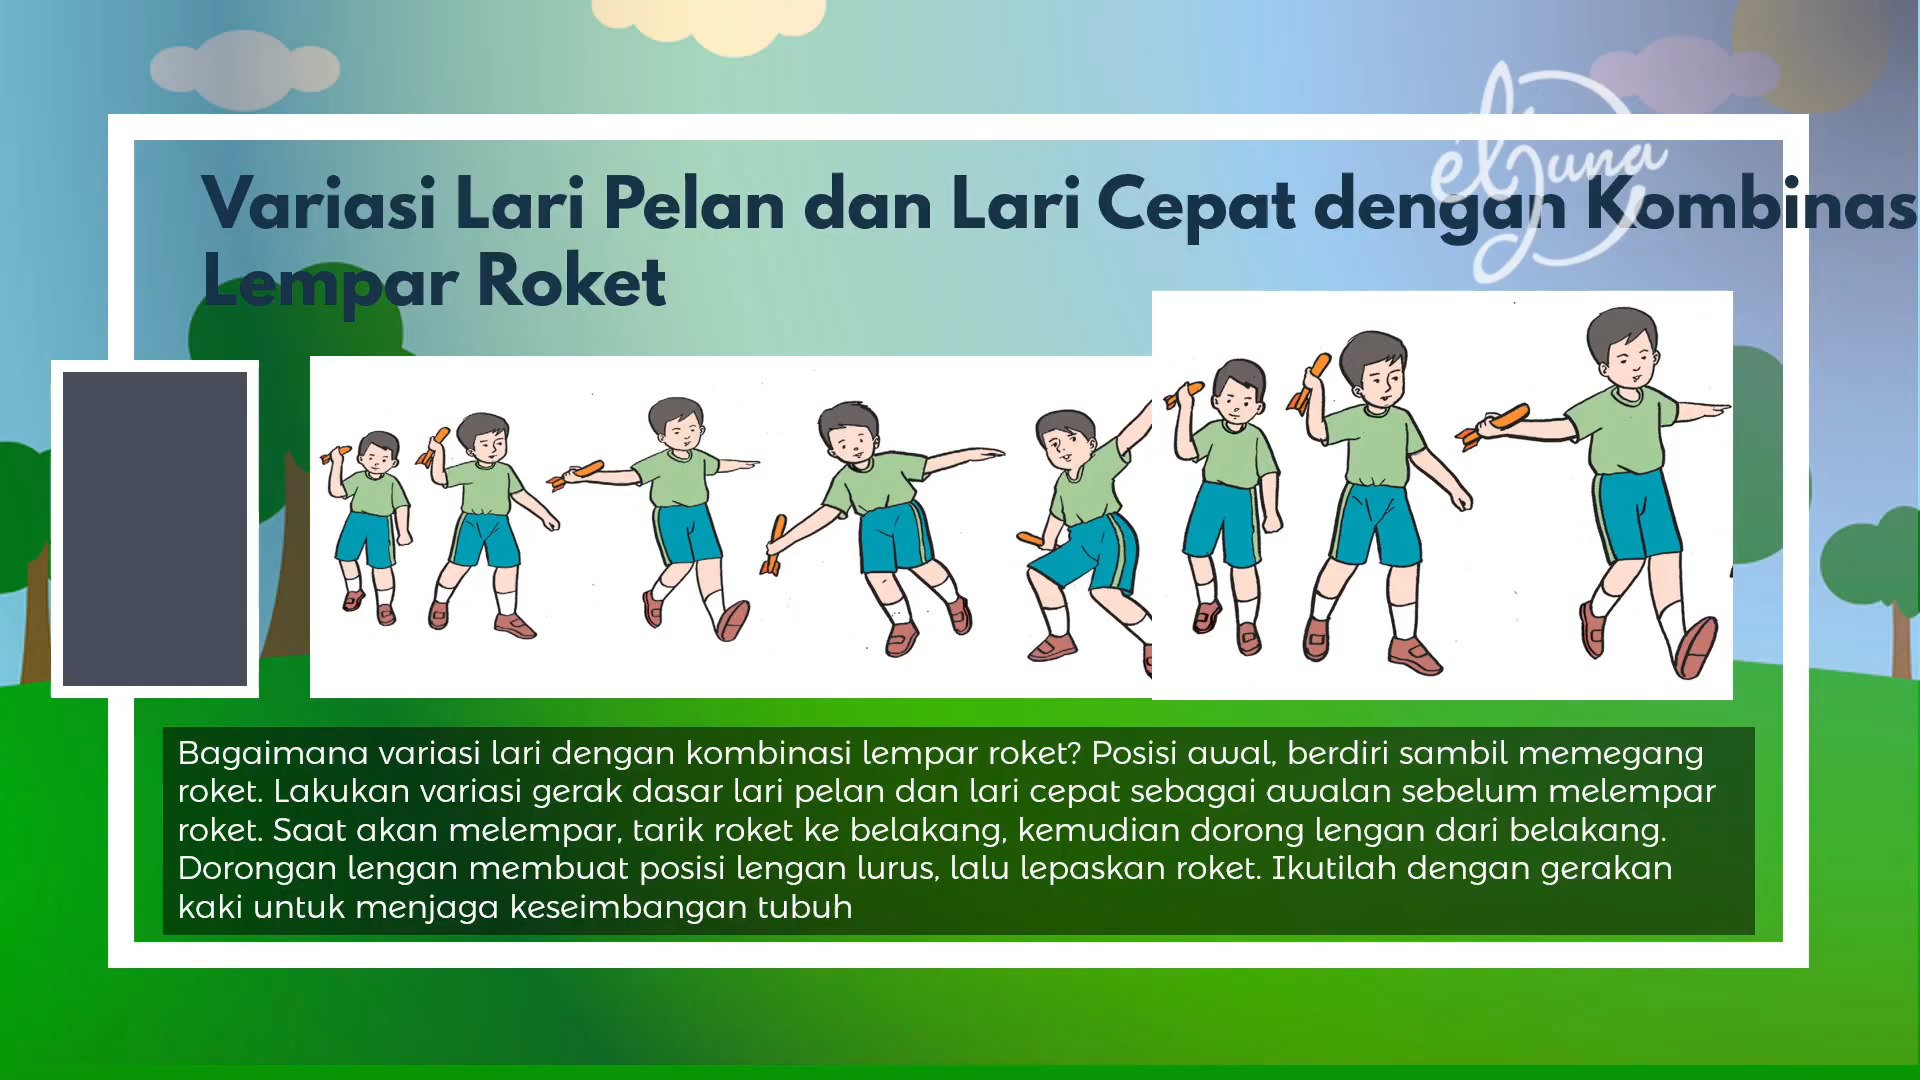 elJuna
Variasi Lari Pelan dan Lari Cepat dengan Kombinas
Lempar Roket
Bagaimana variasi lari dengan kombinasi lempar roket? Posisi awal, berdiri sambil memegang
roket. Lakukan variasi gerak dasar lari pelan dan lari cepat sebagai awalan sebelum melempar
roket. Saat akan melempar, tarik roket ke belakang, kemudian dorong lengan dari belakang.
Dorongan lengan membuat posisi lengan lurus, lalu lepaskan roket. Ikutilah dengan gerakan
kaki untuk menjaga keseimbangan tubuh